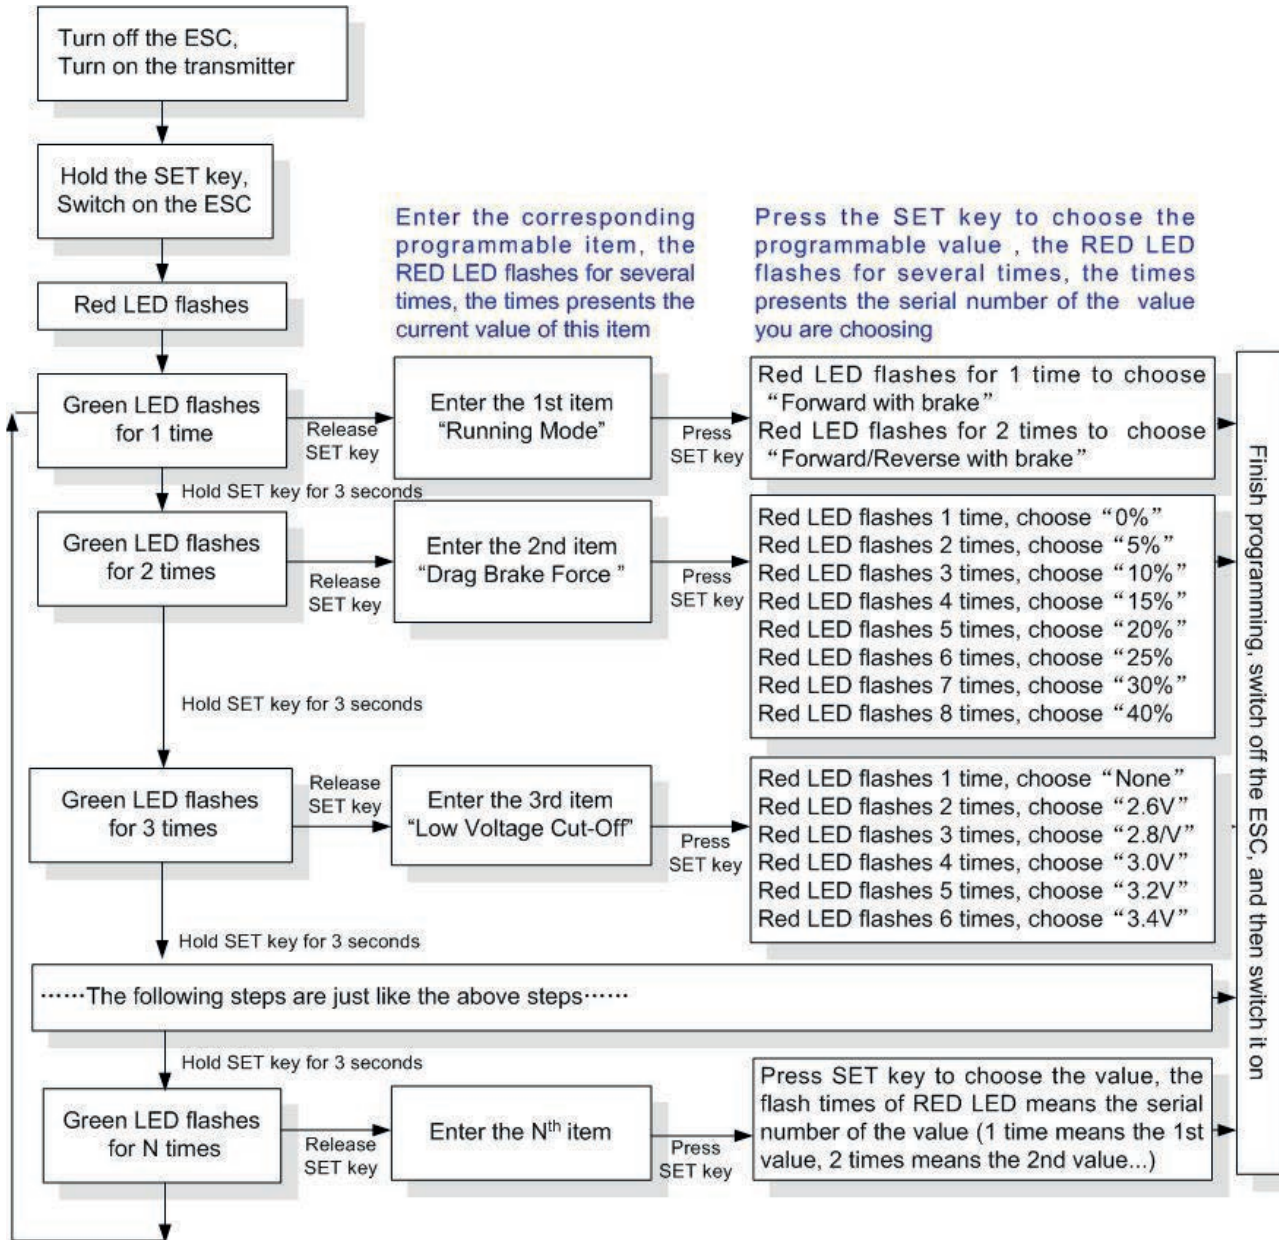 Turn off the ESC,
Turn on the transmitter
Hold the SET key,
Switch on the ESC
Enter the corresponding
programmable item, the
RED LED flashes for several
times, the times presents the
current value of this item
Press the SET key to choose the
programmable value , the RED LED
flashes for several times, the times
presents the serial number of the value
you are choosing
Red LED flashes
Green LED flashes
for 1 time
Release
SET key
Enter the 1st item
“Running Mode”
Press
SET key
Red LED flashes for 1 time to choose
“Forward with brake”
Red LED flashes for 2 times to choose
“Forward/Reverse with brake”
Hold SET key for 3 seconds
Green LED flashes
for 2 times
Release
SET key
Enter the 2nd item
“Drag Brake Force ”
Press
SET key
Red LED flashes 1 time, choose “0%”
Red LED flashes 2 times, choose “5%”
Red LED flashes 3 times, choose “10%”
Red LED flashes 4 times, choose “15%”
Red LED flashes 5 times, choose “20%”
Red LED flashes 6 times, choose “25%
Red LED flashes 7 times, choose “30%”
Red LED flashes 8 times, choose “40%
Hold SET key for 3 seconds
Green LED flashes
for 3 times
Release
SET key
Enter the 3rd item
“Low Voltage Cut-Off”
Press
SET key
Red LED flashes 1 time, choose “None”
Red LED flashes 2 times, choose “2.6V”
Red LED flashes 3 times, choose “2.8/V”
Red LED flashes 4 times, choose “3.0V”
Red LED flashes 5 times, choose “3.2V”
Red LED flashes 6 times, choose “3.4V”
Hold SET key for 3 seconds
······The following steps are just like the above steps······
Hold SET key for 3 seconds
Green LED flashes
for N times
Release
SET key
Enter the Nth item
Press
SET key
Press SET key to choose the value, the
flash times of RED LED means the serial
number of the value (1 time means the 1st
value, 2 times means the 2nd value...)
Finish programming, switch off the ESC, and then switch it on